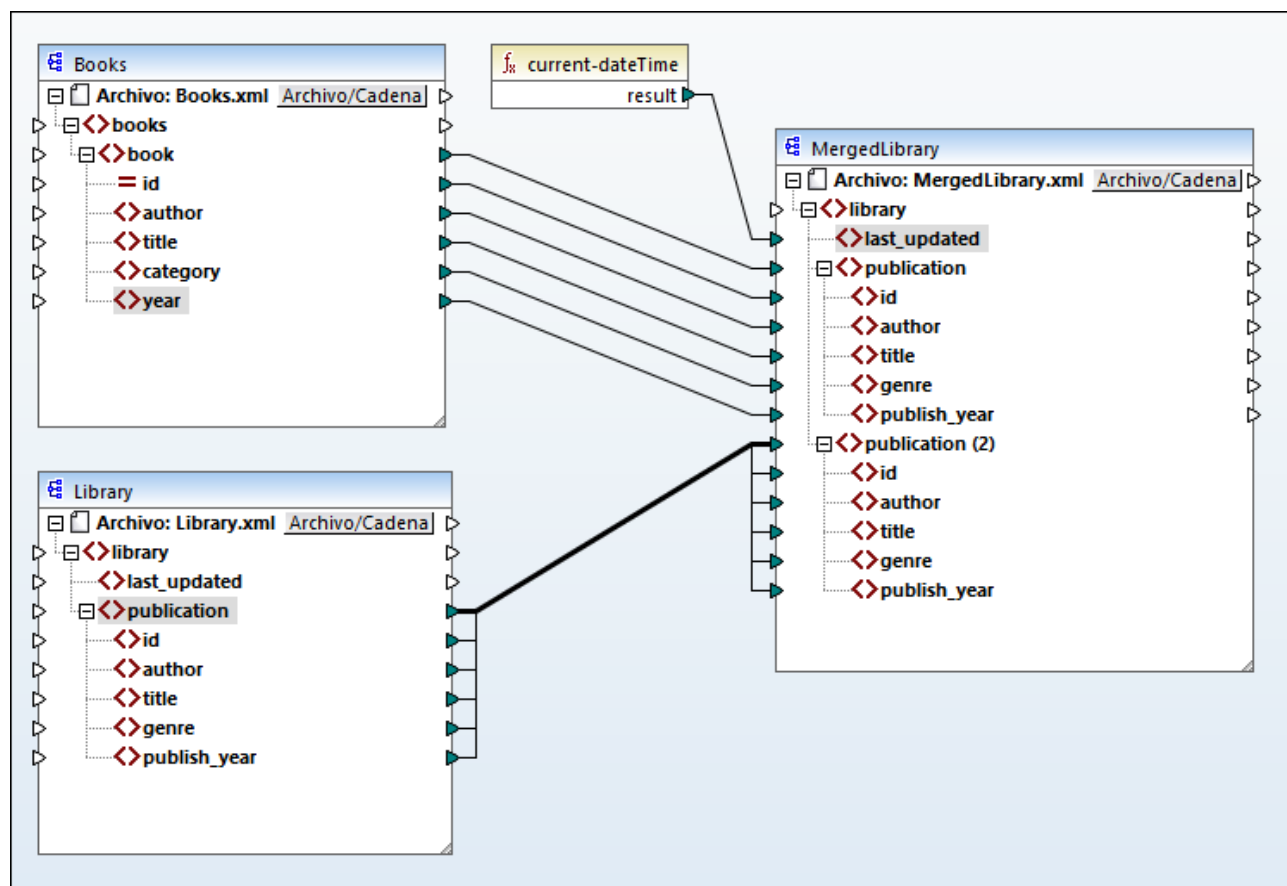 Books
Archivo: Books.xml Archivo/Cadena
books
book
id
author
title
category
year
fx current-dateTime
result
MergedLibrary
Archivo: MergedLibrary.xml Archivo/Cadena
library
last_updated
publication
id
author
title
genre
publish_year
publication (2)
id
author
title
genre
publish_year
Library
Archivo: Library.xml Archivo/Cadena
library
last_updated
publication
id
author
title
genre
publish_year